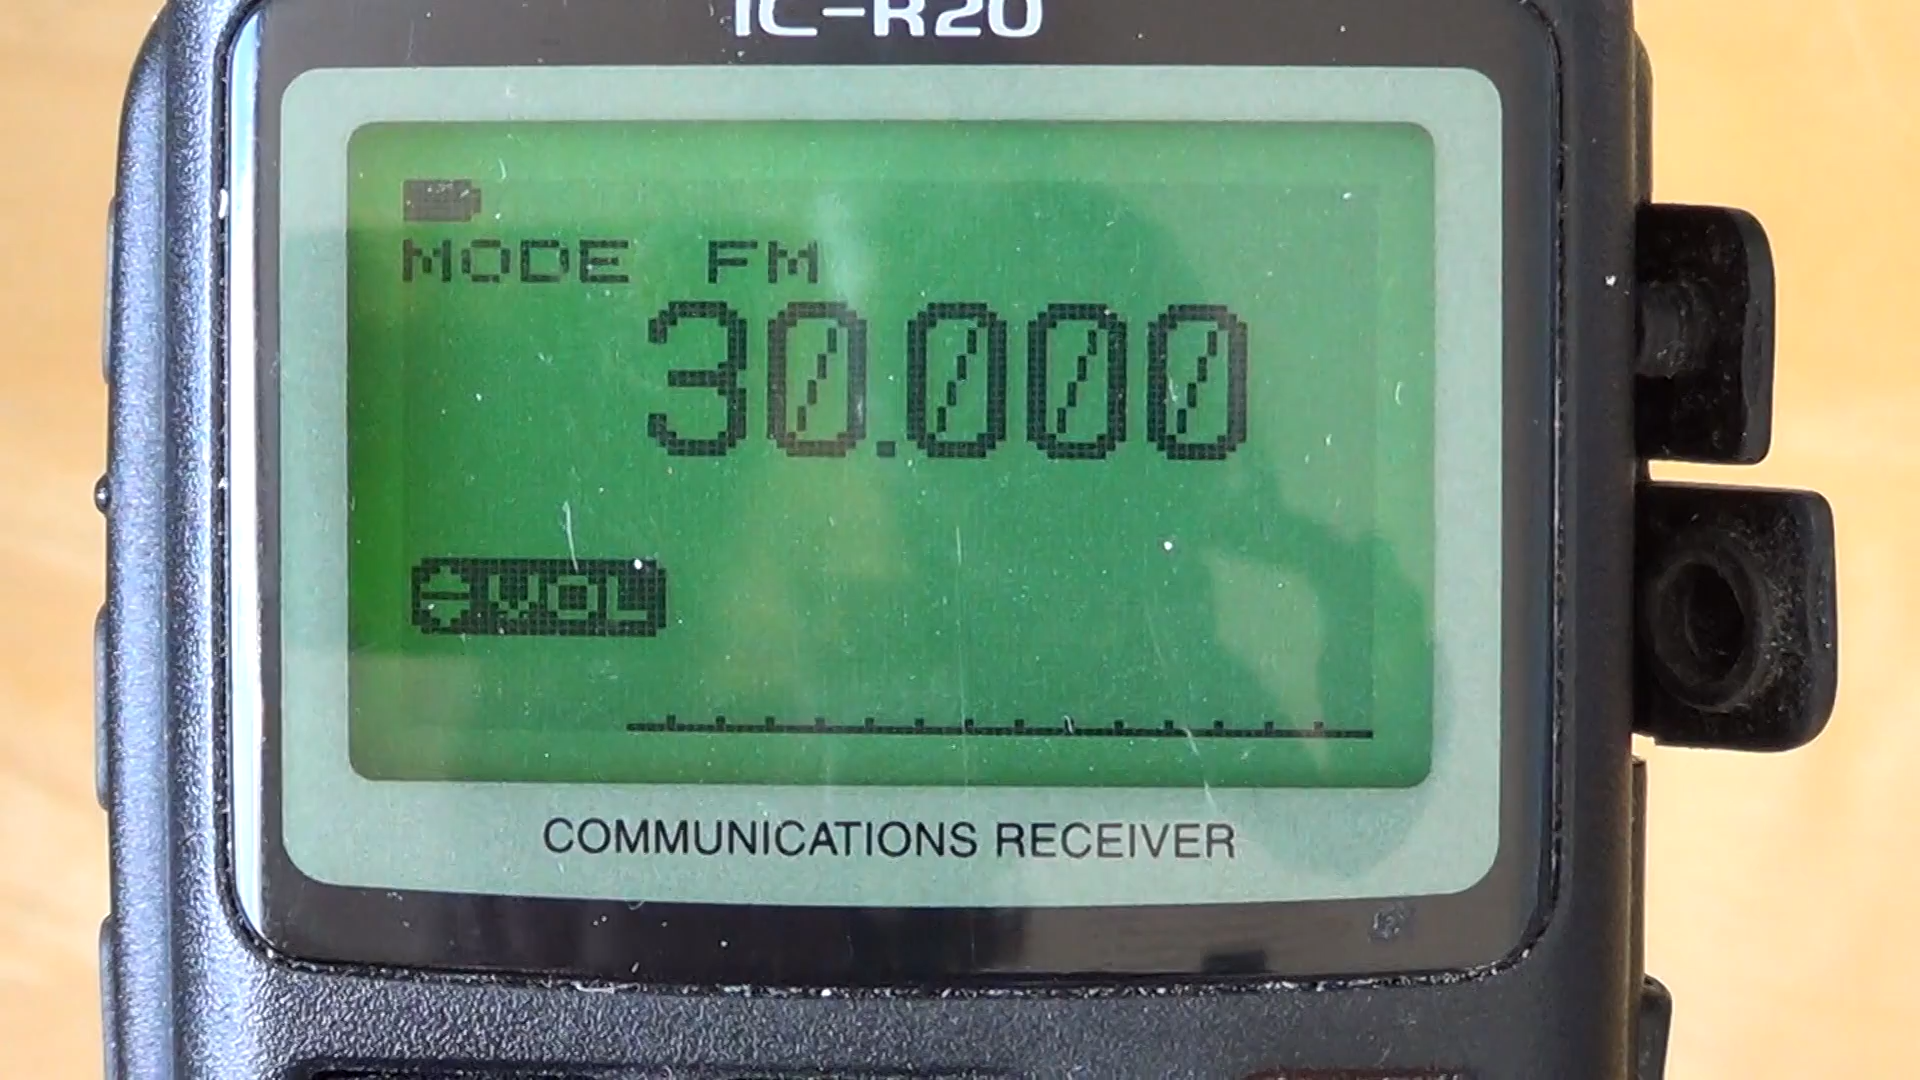 IC-R20
MODE FM
30.000
VOL
COMMUNICATIONS RECEIVER